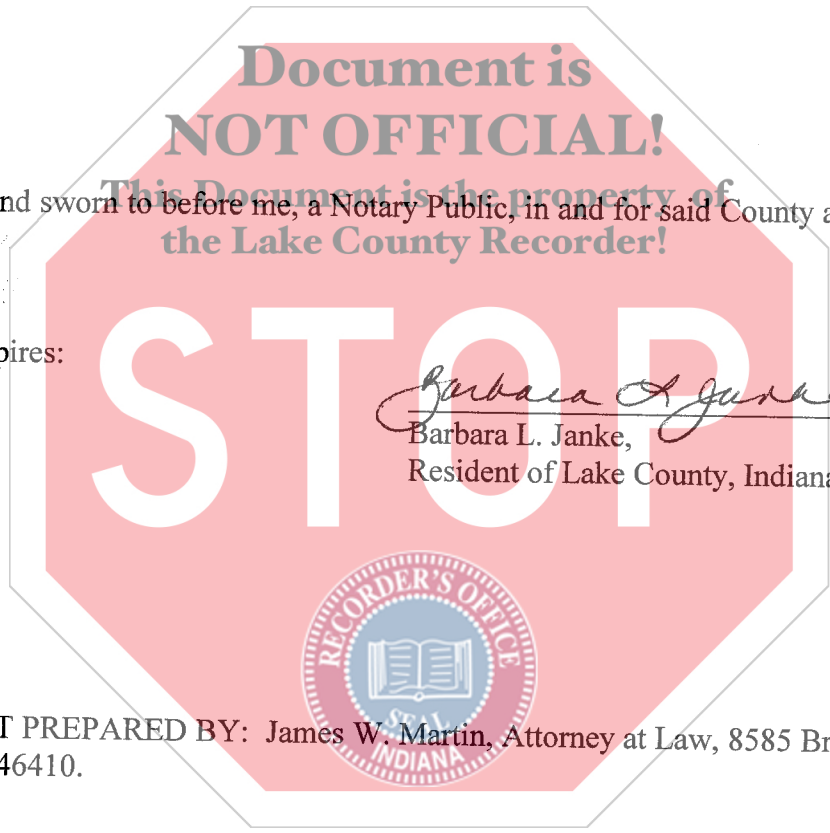 Document is
NOT OFFICIAL!
This Document is the property of
nd sworn to before me, a Notary Public, in and for said County a
the Lake County Recorder!
STOP
pires:
Barbara L Janke
Barbara L. Janke,
Resident of Lake County, Indiana
RECORDER'S OFFICE
SEAL
INDIANA
T PREPARED BY: James W. Martin, Attorney at Law, 8585 Br
46410.